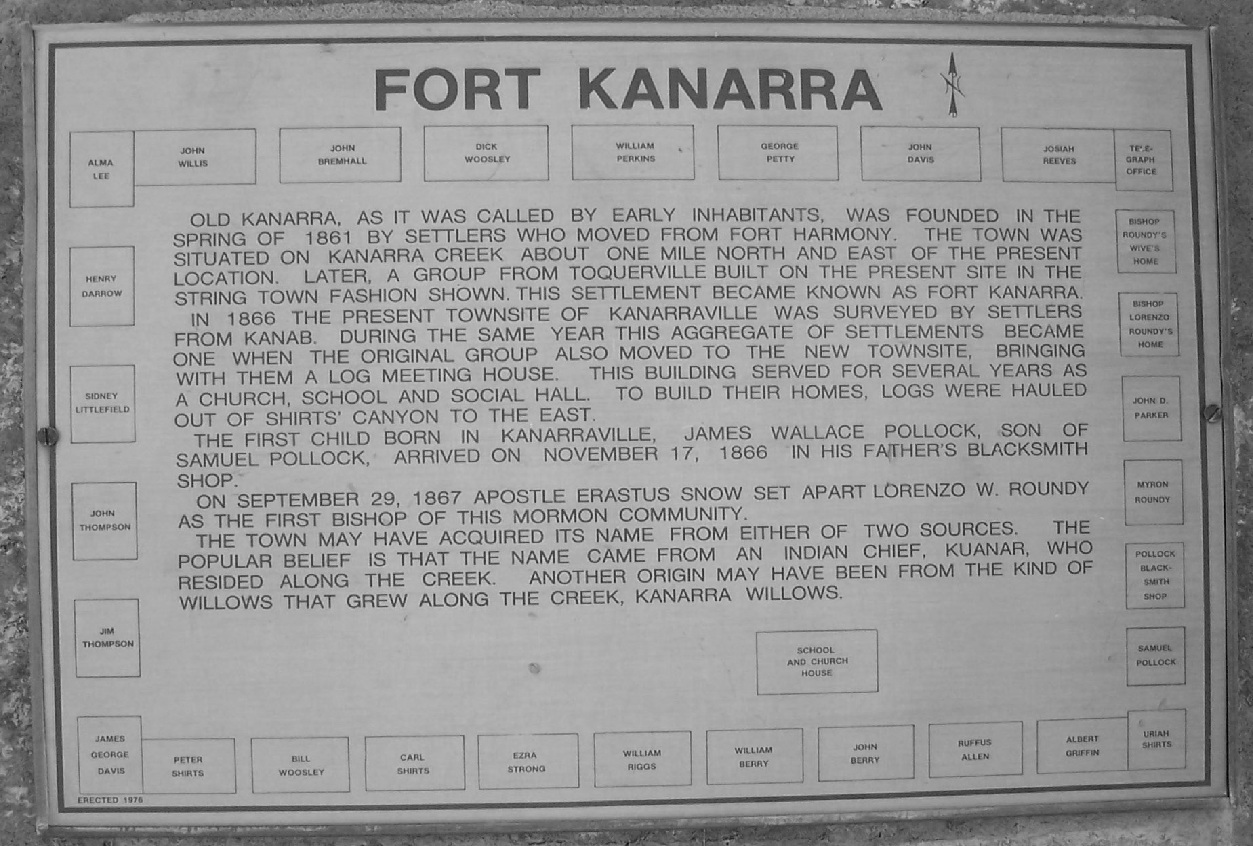 FORT KANARRA
N
ALMA
LEE
JOHN
WILLIS
JOHN
BREMHALL
DICK
WOOSLEY
WILLIAM
PERKINS
GEORGE
PETTY
JOHN
DAVIS
JOSIAH
REEVES
TELE-
GRAPH
OFFICE
HENRY
DARROW
SIDNEY
LITTLEFIELD
JOHN
THOMPSON
JIM
THOMPSON
OLD KANARRA, AS IT WAS CALLED BY EARLY INHABITANTS, WAS FOUNDED IN THE
SPRING OF 1861 BY SETTLERS WHO MOVED FROM FORT HARMONY. THE TOWN WAS
SITUATED ON KANARRA CREEK ABOUT ONE MILE NORTH AND EAST OF THE PRESENT
LOCATION. LATER, A GROUP FROM TOQUERVILLE BUILT ON THE PRESENT SITE IN THE
STRING TOWN FASHION SHOWN. THIS SETTLEMENT BECAME KNOWN AS FORT KANARRA.
IN 1866 THE PRESENT TOWNSITE OF KANARRAVILLE WAS SURVEYED BY SETTLERS
FROM KANAB. DURING THE SAME YEAR THIS AGGREGATE OF SETTLEMENTS BECAME
ONE WHEN THE ORIGINAL GROUP ALSO MOVED TO THE NEW TOWNSITE, BRINGING
WITH THEM A LOG MEETING HOUSE. THIS BUILDING SERVED FOR SEVERAL YEARS AS
A CHURCH, SCHOOL AND SOCIAL HALL. TO BUILD THEIR HOMES, LOGS WERE HAULED
OUT OF SHIRTS' CANYON TO THE EAST.
THE FIRST CHILD BORN IN KANARRAVILLE, JAMES WALLACE POLLOCK, SON OF
SAMUEL POLLOCK, ARRIVED ON NOVEMBER 17, 1866 IN HIS FATHER'S BLACKSMITH
SHOP.
ON SEPTEMBER 29, 1867 APOSTLE ERASTUS SNOW SET APART LORENZO W. ROUNDY
AS THE FIRST BISHOP OF THIS MORMON COMMUNITY.
THE TOWN MAY HAVE ACQUIRED ITS NAME FROM EITHER OF TWO SOURCES. THE
POPULAR BELIEF IS THAT THE NAME CAME FROM AN INDIAN CHIEF, KUANAR, WHO
RESIDED ALONG THE CREEK. ANOTHER ORIGIN MAY HAVE BEEN FROM THE KIND OF
WILLOWS THAT GREW ALONG THE CREEK, KANARRA WILLOWS.
BISHOP
ROUNDY'S
WIVE'S
HOME
BISHOP
LORENZO
ROUNDY'S
HOME
JOHN D.
PARKER
MYRON
ROUNDY
POLLOCK
BLACK-
SMITH
SHOP
SAMUEL
POLLOCK
SCHOOL
AND CHURCH
HOUSE
JAMES
GEORGE
DAVIS
PETER
SHIRTS
BILL
WOOSLEY
CARL
SHIRTS
EZRA
STRONG
WILLIAM
RIGGS
WILLIAM
BERRY
JOHN
BERRY
RUFFUS
ALLEN
ALBERT
GRIFFIN
URIAH
SHIRTS
ERECTED 1976